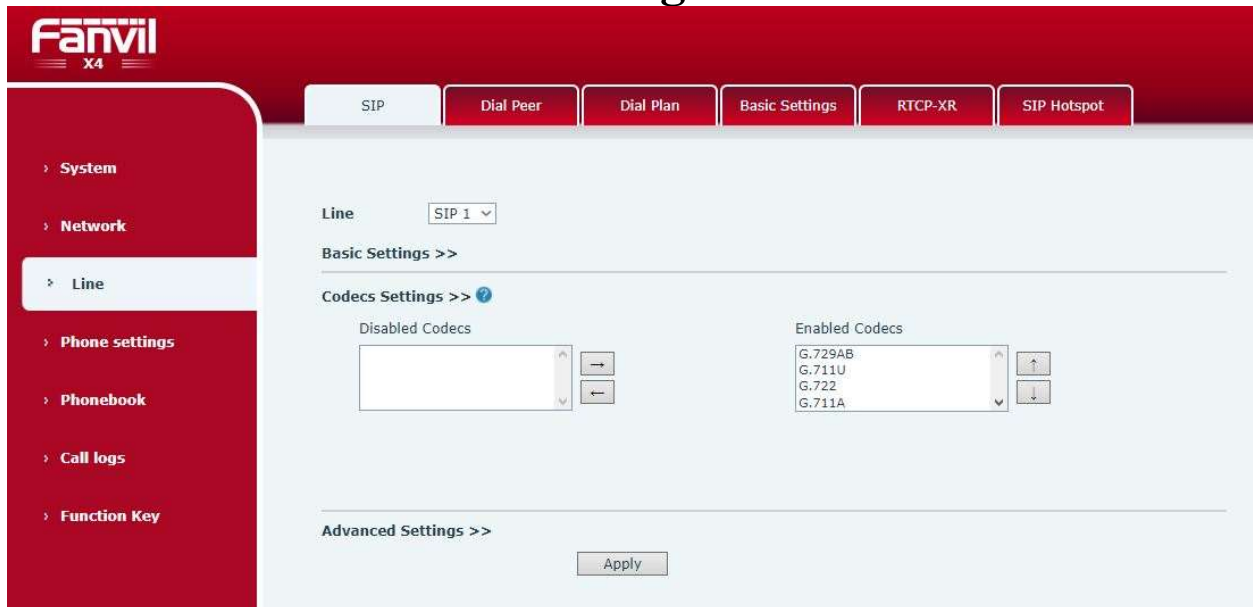 Fanvil
X4
SIP
Dial Peer
Dial Plan
Basic Settings
RTCP-XR
SIP Hotspot
› System
› Network
› Line
› Phone settings
› Phonebook
› Call logs
› Function Key
Line SIP 1
Basic Settings >>
Codecs Settings >> ?
Disabled Codecs
→
←
Enabled Codecs
G.729AB
G.711U
G.722
G.711A
↑
↓
Advanced Settings >>
Apply